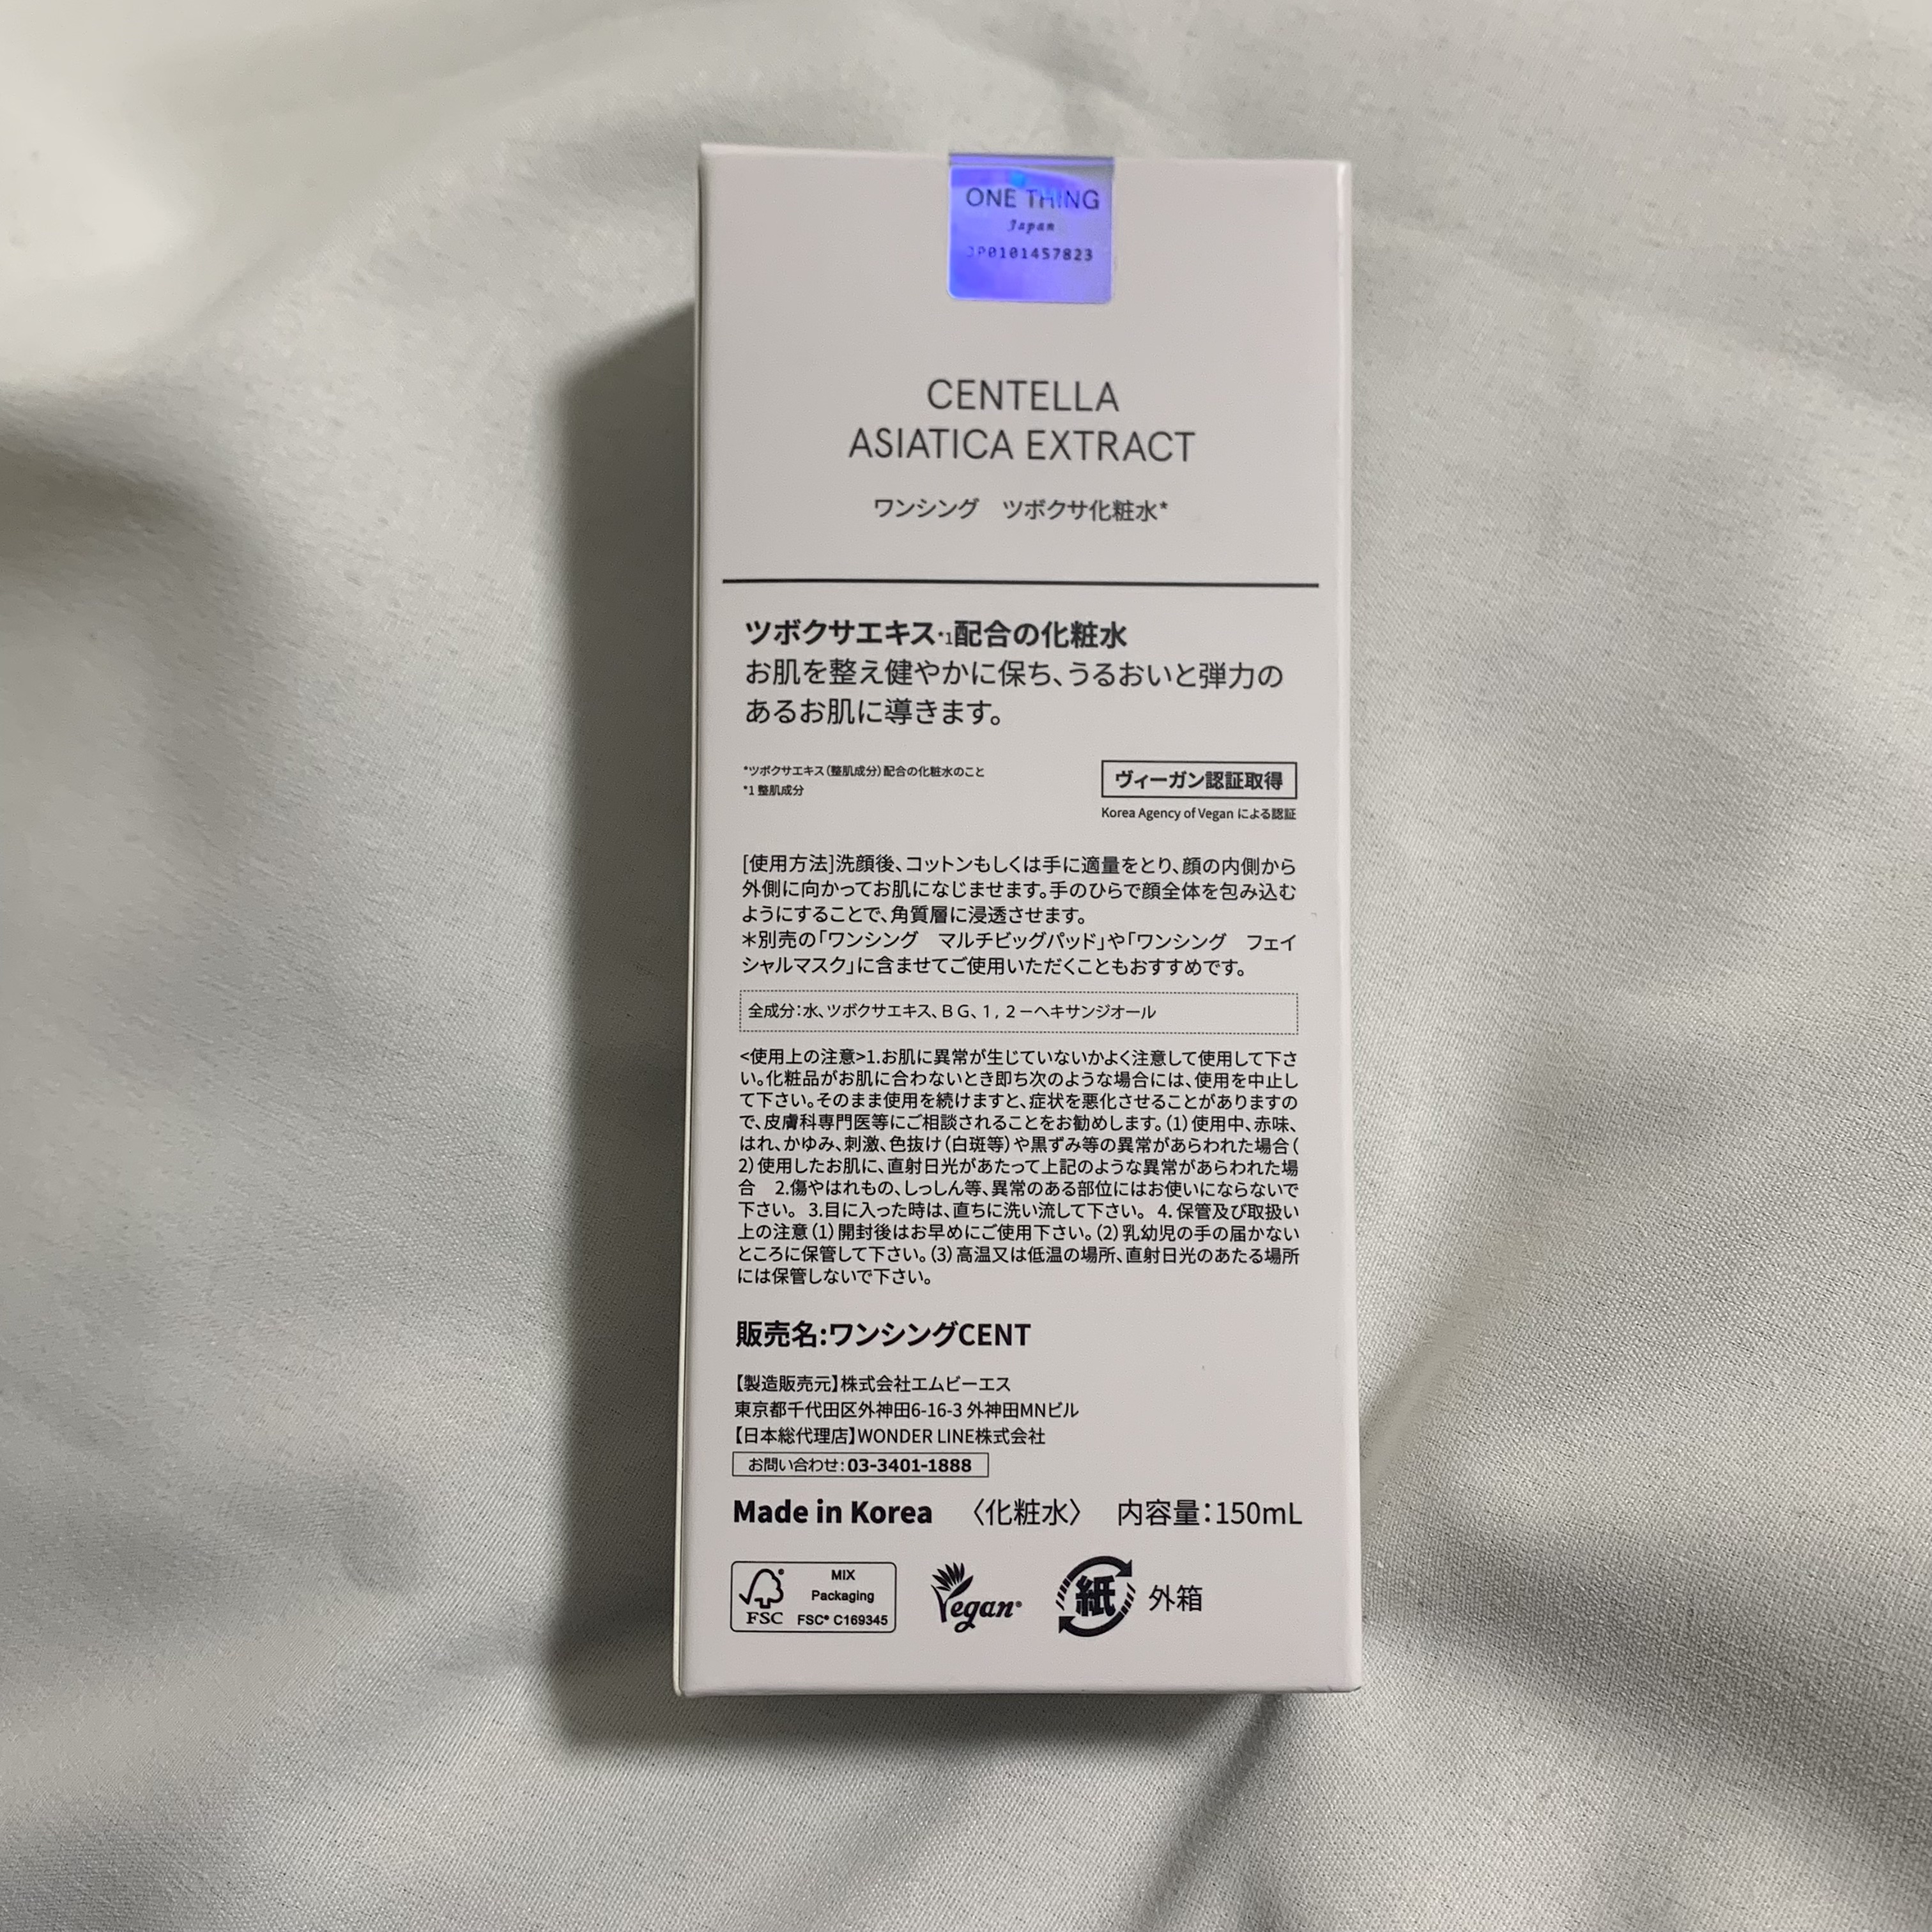 ONE THING
Japan
JP0101457823
CENTELLA
ASIATICA EXTRACT
ワンシング　ツボクサ化粧水*
ツボクサエキス*1配合の化粧水
お肌を整え健やかに保ち、うるおいと弾力の
あるお肌に導きます。
*ツボクサエキス(整肌成分)配合の化粧水のこと
*1 整肌成分
ヴィーガン認証取得
Korea Agency of Vegan による認証
[使用方法]洗顔後、コットンもしくは手に適量をとり、顔の内側から
外側に向かってお肌になじませます。手のひらで顔全体を包み込む
ようにすることで、角質層に浸透させます。
＊別売の「ワンシング　マルチビッグパッド」や「ワンシング　フェイ
シャルマスク」に含ませてご使用いただくこともおすすめです。
全成分：水、ツボクサエキス、ＢＧ、１，２－ヘキサンジオール
<使用上の注意>1.お肌に異常が生じていないかよく注意して使用して下さ
い。化粧品がお肌に合わないとき即ち次のような場合には、使用を中止し
て下さい。そのまま使用を続けますと、症状を悪化させることがありますの
で、皮膚科専門医等にご相談されることをお勧めします。(1)使用中、赤味、
はれ、かゆみ、刺激、色抜け(白斑等)や黒ずみ等の異常があらわれた場合(
2)使用したお肌に、直射日光があたって上記のような異常があらわれた場
合　2.傷やはれもの、しっしん等、異常のある部位にはお使いにならないで
下さい。 3.目に入った時は、直ちに洗い流して下さい。 4.保管及び取扱い
上の注意(1)開封後はお早めにご使用下さい。(2)乳幼児の手の届かない
ところに保管して下さい。(3)高温又は低温の場所、直射日光のあたる場所
には保管しないで下さい。
販売名:ワンシングCENT
【製造販売元】株式会社エムビーエス
東京都千代田区外神田6-16-3 外神田MNビル
【日本総代理店】WONDER LINE株式会社
お問い合わせ：03-3401-1888
Made in Korea　〈化粧水〉　内容量：150mL
MIX
Packaging
FSC FSC® C169345
Vegan®
紙 外箱